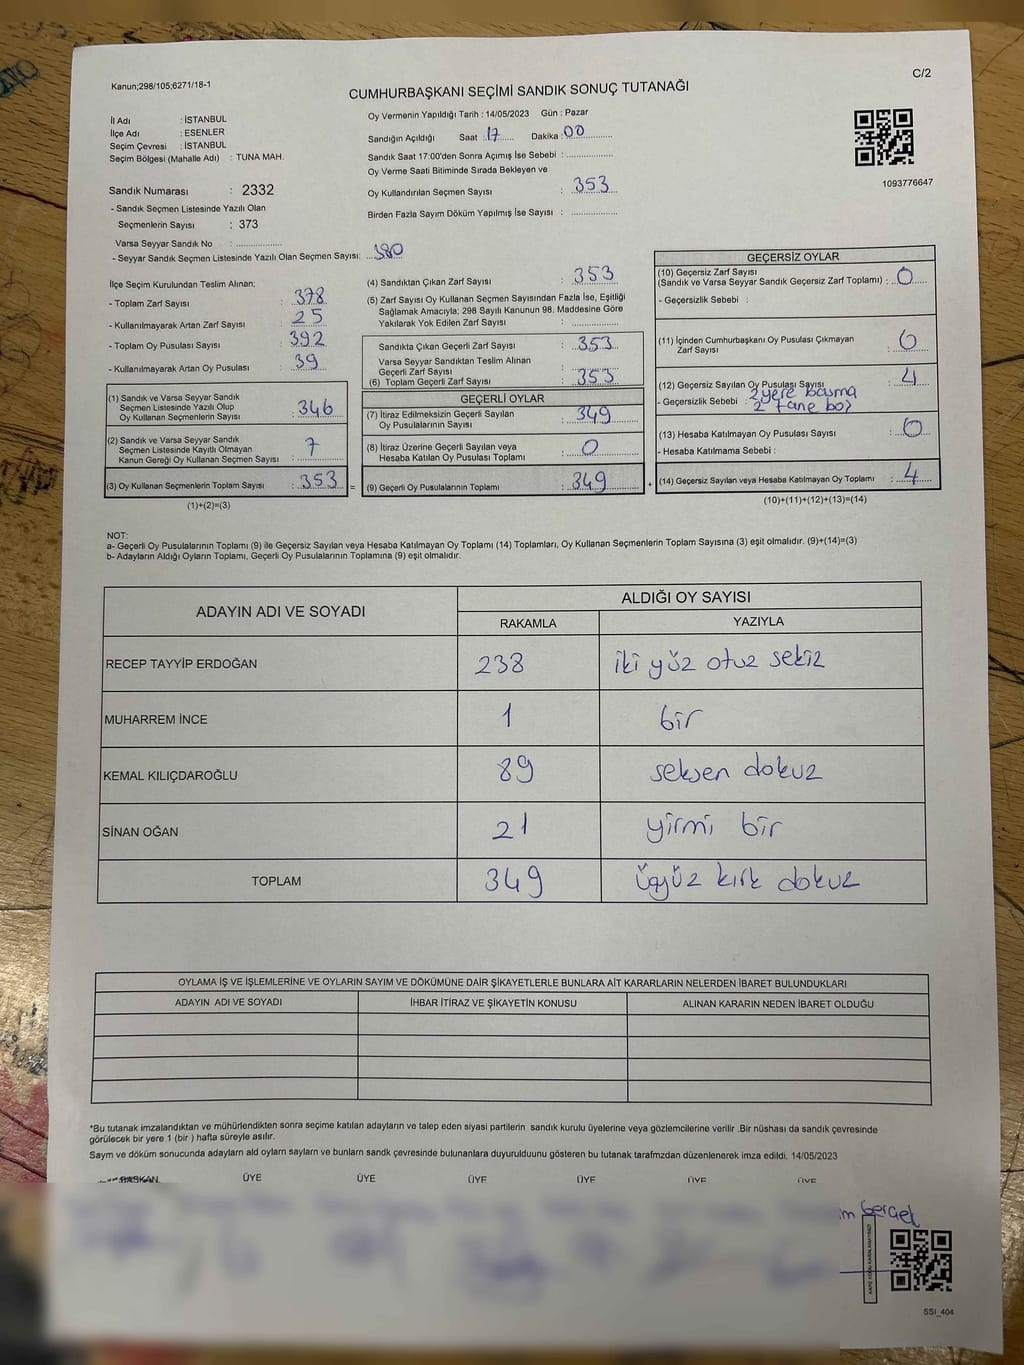 Kanun;298/105;6271/18-1
C/2
CUMHURBAŞKANI SEÇİMİ SANDIK SONUÇ TUTANAĞI
İl Adı : İSTANBUL
İlçe Adı : ESENLER
Seçim Çevresi : İSTANBUL
Seçim Bölgesi (Mahalle Adı) : TUNA MAH.
Sandık Numarası : 2332
- Sandık Seçmen Listesinde Yazılı Olan
Seçmenlerin Sayısı : 373
Varsa Seyyar Sandık No : ................
- Seyyar Sandık Seçmen Listesinde Yazılı Olan Seçmen Sayısı: 380
Oy Vermenin Yapıldığı Tarih : 14/05/2023 Gün : Pazar
Sandığın Açıldığı Saat : 17 Dakika : 00
Sandık Saat 17:00'den Sonra Açımış İse Sebebi : ................
Oy Verme Saati Bitiminde Sırada Bekleyen ve
Oy Kullandırılan Seçmen Sayısı : 353
Birden Fazla Sayım Döküm Yapılmış İse Sayısı : ................
1093776647
İlçe Seçim Kurulundan Teslim Alınan;
- Toplam Zarf Sayısı : 378
- Kullanılmayarak Artan Zarf Sayısı : 25
- Toplam Oy Pusulası Sayısı : 392
- Kullanılmayarak Artan Oy Pusulası : 39
(1) Sandık ve Varsa Seyyar Sandık
Seçmen Listesinde Yazılı Olup
Oy Kullanan Seçmenlerin Sayısı : 346
(2) Sandık ve Varsa Seyyar Sandık
Seçmen Listesinde Kayıtlı Olmayan
Kanun Gereği Oy Kullanan Seçmen Sayısı : 7
(3) Oy Kullanan Seçmenlerin Toplam Sayısı : 353 =
(1)+(2)=(3)
(4) Sandıktan Çıkan Zarf Sayısı : 353
(5) Zarf Sayısı Oy Kullanan Seçmen Sayısından Fazla İse, Eşitliği
Sağlamak Amacıyla; 298 Sayılı Kanunun 98. Maddesine Göre
Yakılarak Yok Edilen Zarf Sayısı : ................
Sandıkta Çıkan Geçerli Zarf Sayısı : 353
Varsa Seyyar Sandıktan Teslim Alınan
Geçerli Zarf Sayısı
(6) Toplam Geçerli Zarf Sayısı : 353
GEÇERLİ OYLAR
(7) İtiraz Edilmeksizin Geçerli Sayılan
Oy Pusulalarının Sayısı : 349
(8) İtiraz Üzerine Geçerli Sayılan veya
Hesaba Katılan Oy Pusulası Toplamı : 0
(9) Geçerli Oy Pusulalarının Toplamı : 349 +
GEÇERSİZ OYLAR
(10) Geçersiz Zarf Sayısı
(Sandık ve Varsa Seyyar Sandık Geçersiz Zarf Toplamı) : 0
- Geçersizlik Sebebi :
(11) İçinden Cumhurbaşkanı Oy Pusulası Çıkmayan
Zarf Sayısı : 0
(12) Geçersiz Sayılan Oy Pusulası Sayısı : 4
- Geçersizlik Sebebi : 2 yere basma
2 tane boş
(13) Hesaba Katılmayan Oy Pusulası Sayısı : 0
- Hesaba Katılmama Sebebi :
(14) Geçersiz Sayılan veya Hesaba Katılmayan Oy Toplamı : 4
(10)+(11)+(12)+(13)=(14)
NOT:
a- Geçerli Oy Pusulalarının Toplamı (9) ile Geçersiz Sayılan veya Hesaba Katılmayan Oy Toplamı (14) Toplamları, Oy Kullanan Seçmenlerin Toplam Sayısına (3) eşit olmalıdır. (9)+(14)=(3)
b- Adayların Aldığı Oyların Toplamı, Geçerli Oy Pusulalarının Toplamına (9) eşit olmalıdır.
ADAYIN ADI VE SOYADI
ALDIĞI OY SAYISI
RAKAMLA YAZIYLA
RECEP TAYYİP ERDOĞAN 238 iki yüz otuz sekiz
MUHARREM İNCE 1 bir
KEMAL KILIÇDAROĞLU 89 seksen dokuz
SİNAN OĞAN 21 yirmi bir
TOPLAM 349 üçyüz kırk dokuz
OYLAMA İŞ VE İŞLEMLERİNE VE OYLARIN SAYIM VE DÖKÜMÜNE DAİR ŞİKAYETLERLE BUNLARA AİT KARARLARIN NELERDEN İBARET BULUNDUKLARI
ADAYIN ADI VE SOYADI İHBAR İTİRAZ VE ŞİKAYETİN KONUSU ALINAN KARARIN NEDEN İBARET OLDUĞU
*Bu tutanak imzalandıktan ve mühürlendikten sonra seçime katılan adayların ve talep eden siyasi partilerin sandık kurulu üyelerine veya gözlemcilerine verilir .Bir nüshası da sandık çevresinde
görülecek bir yere 1 (bir ) hafta süreyle asılır.
Sayım ve döküm sonucunda adayların ald oyların sayların ve bunların sandk çevresinde bulunanlara duyurulduunu gösteren bu tutanak tarafmzdan düzenlenerek imza edildi. 14/05/2023
BAŞKAN ÜYE ÜYE ÜYE ÜYE ÜYE ÜYE
SSI_404